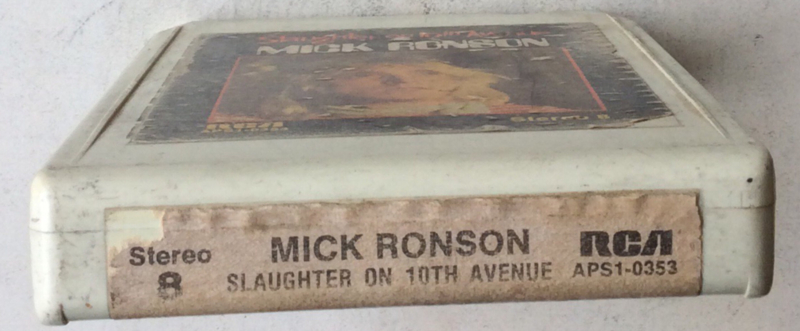 MICK RONSON
RCA
Stereo 8
Stereo
8
MICK RONSON
SLAUGHTER ON 10TH AVENUE
RCA
APS1-0353